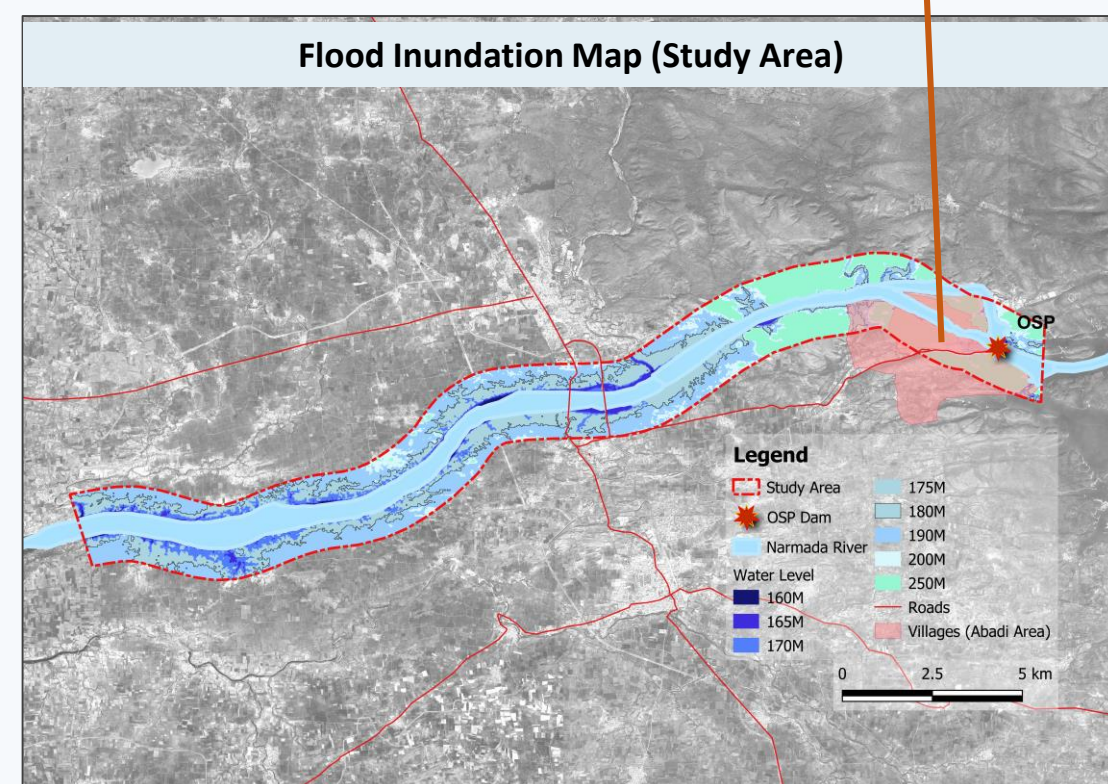 Flood Inundation Map (Study Area)
OSP
Legend
Study Area
OSP Dam
Narmada River
Water Level
160M
165M
170M
175M
180M
190M
200M
250M
Roads
Villages (Abadi Area)
0 2.5 5 km